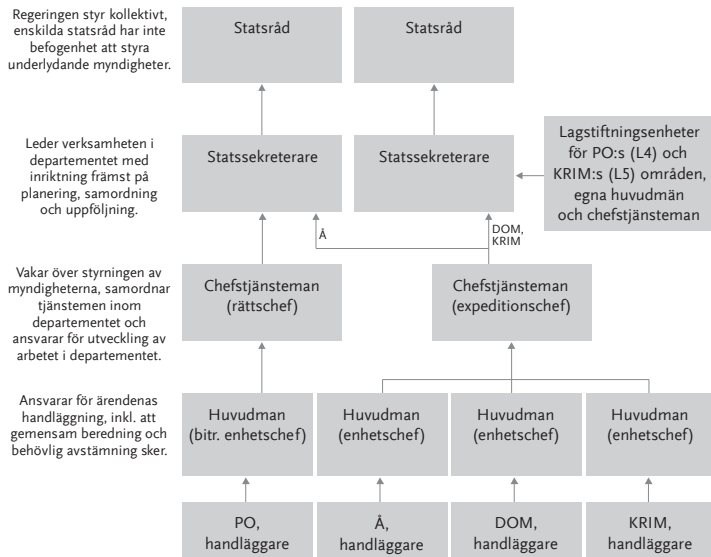 Regeringen styr kollektivt,
enskilda statsråd har inte
befogenhet att styra
underlydande myndigheter.
Statsråd
Statsråd
Leder verksamheten i
departementet med
inriktning främst på
planering, samordning
och uppföljning.
Statssekreterare
Statssekreterare
Lagstiftningsenheter
för PO:s (L4) och
KRIM:s (L5) områden,
egna huvudmän
och chefstjänsteman
Å
DOM,
KRIM
Vakar över styrningen av
myndigheterna, samordnar
tjänstemen inom
departementet och
ansvarar för utveckling av
arbetet i departementet.
Chefstjänsteman
(rättschef)
Chefstjänsteman
(expeditionschef)
Ansvarar för ärendenas
handläggning, inkl. att
gemensam beredning och
behövlig avstämning sker.
Huvudman
(bitr. enhetschef)
Huvudman
(enhetschef)
Huvudman
(enhetschef)
Huvudman
(enhetschef)
PO,
handläggare
Å,
handläggare
DOM,
handläggare
KRIM,
handläggare